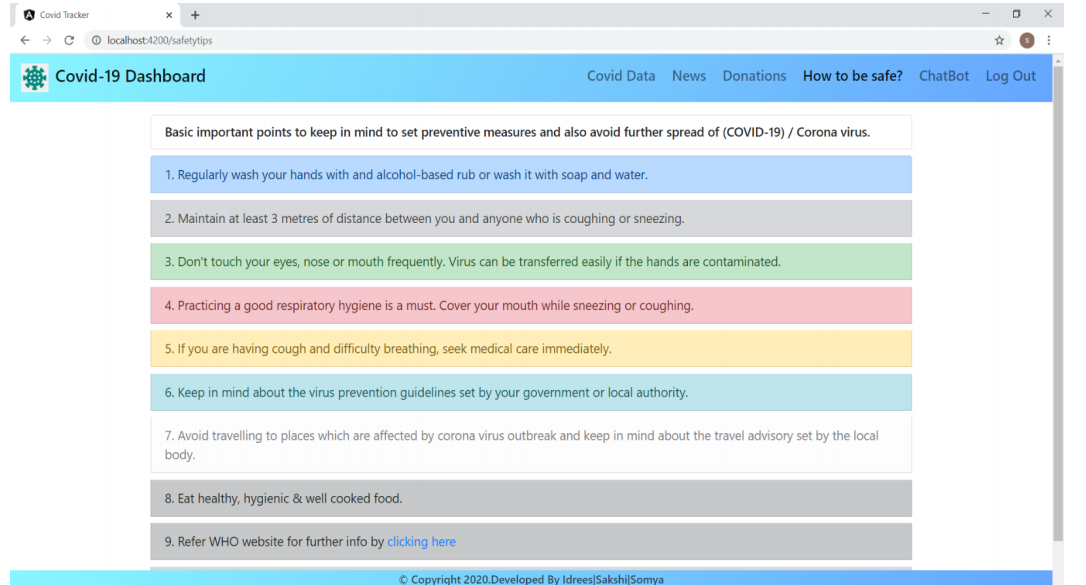 Covid Tracker
localhost:4200/safetytips
S
Covid-19 Dashboard
Covid Data News Donations How to be safe? ChatBot Log Out
Basic important points to keep in mind to set preventive measures and also avoid further spread of (COVID-19) / Corona virus.
1. Regularly wash your hands with and alcohol-based rub or wash it with soap and water.
2. Maintain at least 3 metres of distance between you and anyone who is coughing or sneezing.
3. Don't touch your eyes, nose or mouth frequently. Virus can be transferred easily if the hands are contaminated.
4. Practicing a good respiratory hygiene is a must. Cover your mouth while sneezing or coughing.
5. If you are having cough and difficulty breathing, seek medical care immediately.
6. Keep in mind about the virus prevention guidelines set by your government or local authority.
7. Avoid travelling to places which are affected by corona virus outbreak and keep in mind about the travel advisory set by the local
body.
8. Eat healthy, hygienic & well cooked food.
9. Refer WHO website for further info by clicking here
© Copyright 2020.Developed By Idrees|Sakshi|Somya